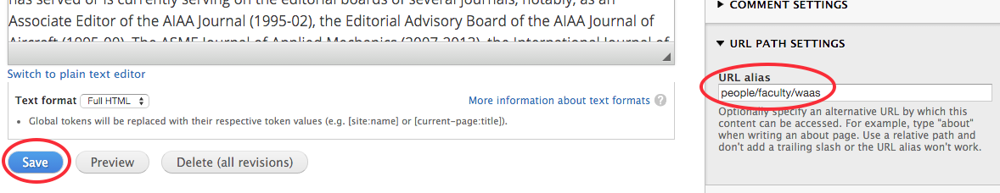 has served or is currently serving on the editorial boards of several journals, notably, as an
Associate Editor of the AIAA Journal (1995-02), the Editorial Advisory Board of the AIAA Journal of
Aircraft (1995-00), The ASME Journal of Applied Mechanics (2007-2013), the International Journal of
Switch to plain text editor
Text format Full HTML
More information about text formats ?
• Global tokens will be replaced with their respective token values (e.g. [site:name] or [current-page:title]).
Save Preview Delete (all revisions)
COMMENT SETTINGS
URL PATH SETTINGS
URL alias
people/faculty/waas
Optionally specify an alternative URL by which this
content can be accessed. For example, type "about"
when writing an about page. Use a relative path and
don't add a trailing slash or the URL alias won't work.